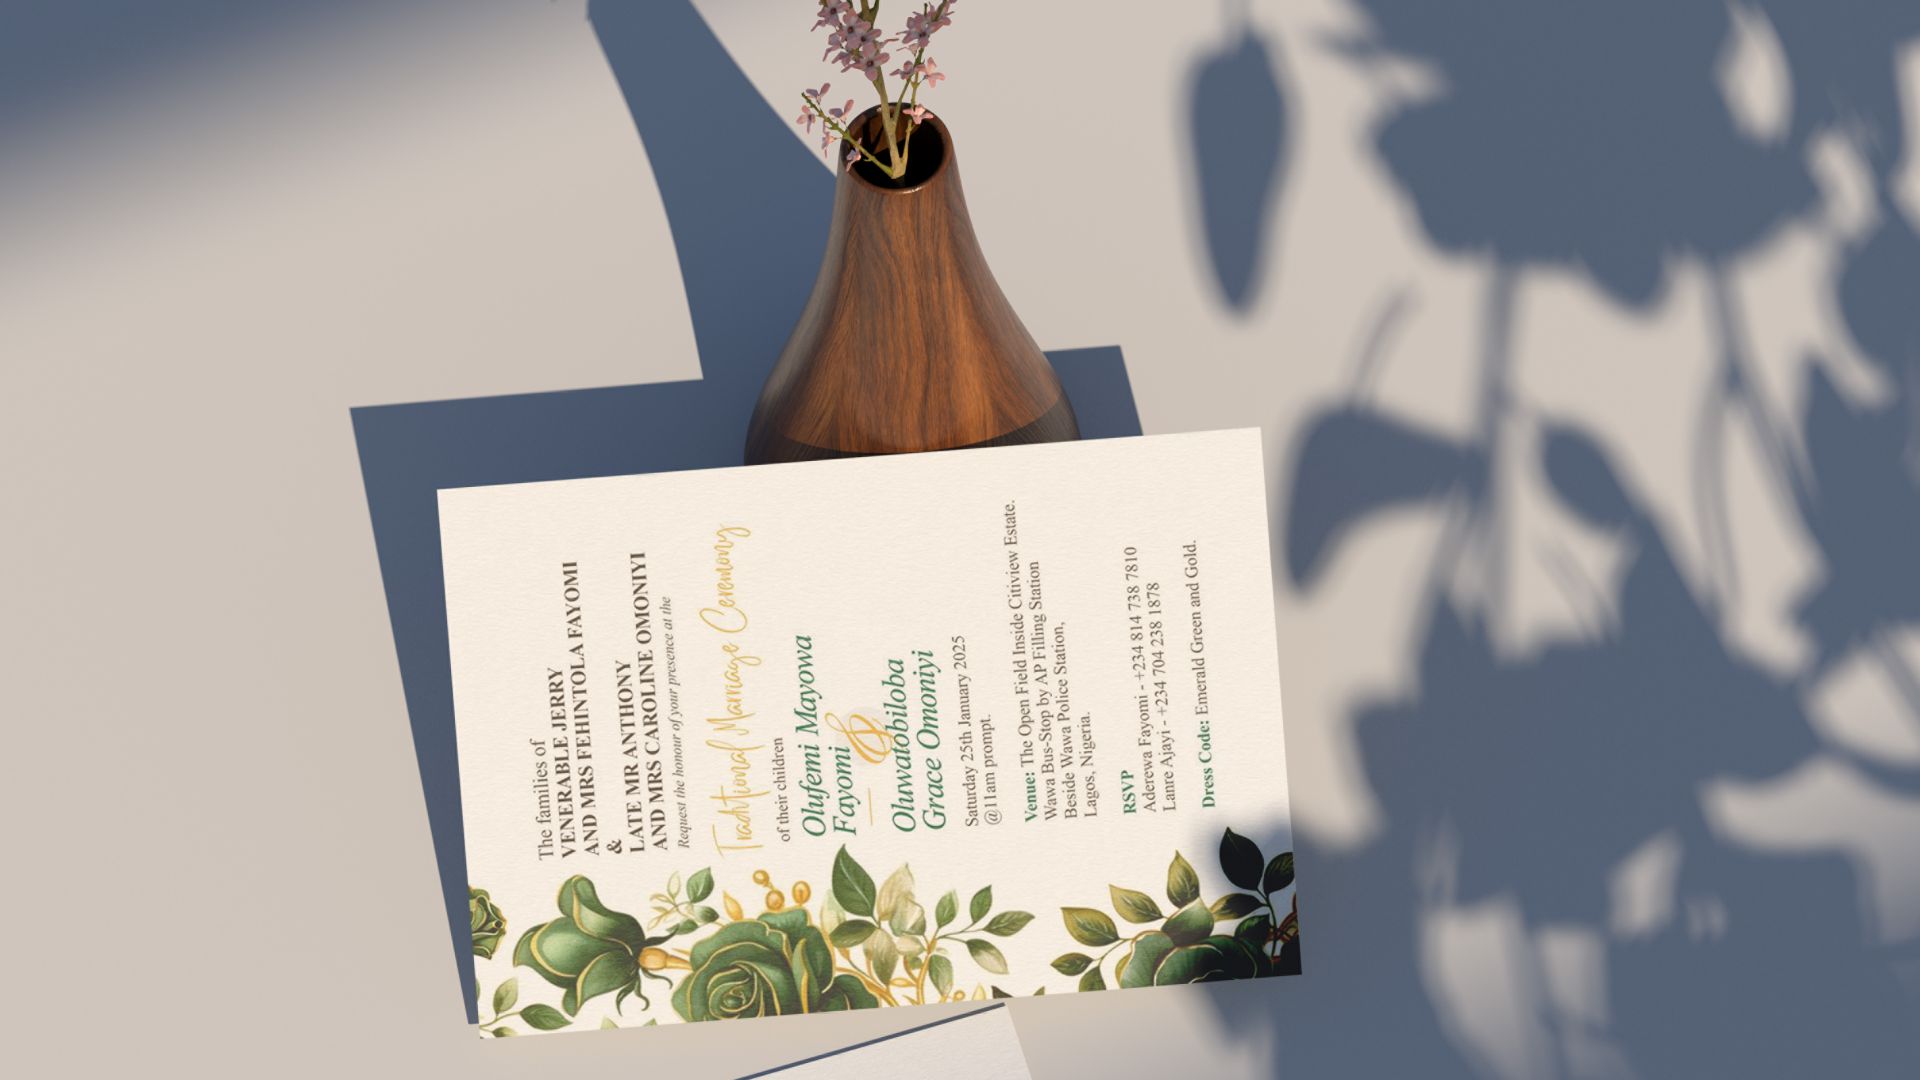 The families of
VENERABLE JERRY
AND MRS FEHINTOLA FAYOMI
&
LATE MR ANTHONY
AND MRS CAROLINE OMONIYI
Request the honour of your presence at the
Traditional Marriage Ceremony
of their children
Olufemi Mayowa
Fayomi
&
Oluwatobiloba
Grace Omoniyi
Saturday 25th January 2025
@11am prompt.
Venue: The Open Field Inside Citiview Estate.
Wawa Bus-Stop by AP Filling Station
Beside Wawa Police Station,
Lagos, Nigeria.
RSVP
Aderewa Fayomi - +234 814 738 7810
Lanre Ajayi - +234 704 238 1878
Dress Code: Emerald Green and Gold.